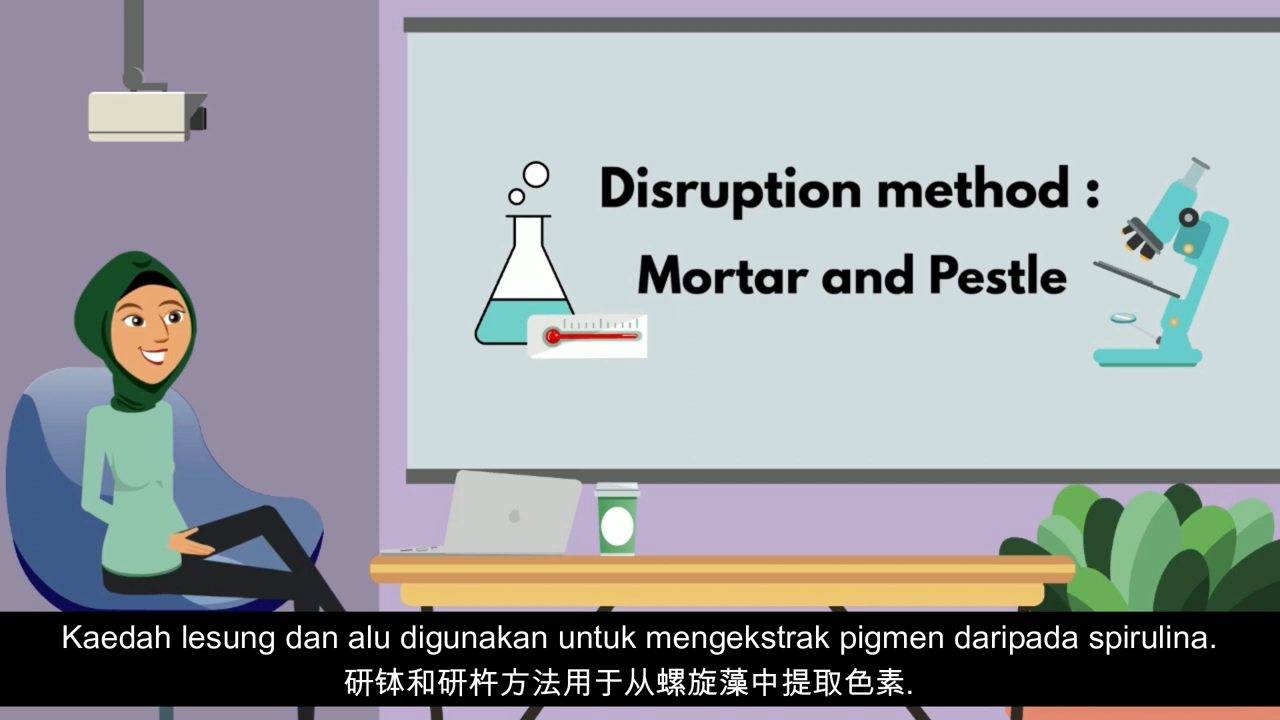 Disruption method :
Mortar and Pestle
Kaedah lesung dan alu digunakan untuk mengekstrak pigmen daripada spirulina.
研钵和研杵方法用于从螺旋藻中提取色素.